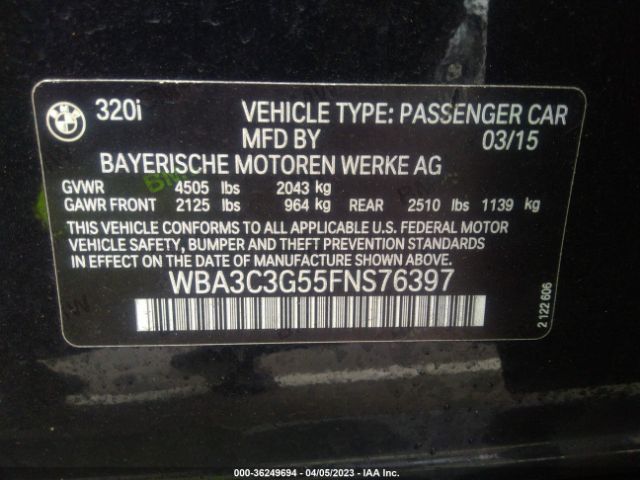 BMW
320i VEHICLE TYPE: PASSENGER CAR
MFD BY 03/15
BAYERISCHE MOTOREN WERKE AG
GVWR 4505 lbs 2043 kg
GAWR FRONT 2125 lbs 964 kg REAR 2510 lbs 1139 kg
THIS VEHICLE CONFORMS TO ALL APPLICABLE U.S. FEDERAL MOTOR
VEHICLE SAFETY, BUMPER AND THEFT PREVENTION STANDARDS IN
EFFECT ON THE DATE OF MANUFACTURE SHOWN ABOVE.
WBA3C3G55FNS76397
2 122 606
000-36249694 - 04/05/2023 - IAA Inc.